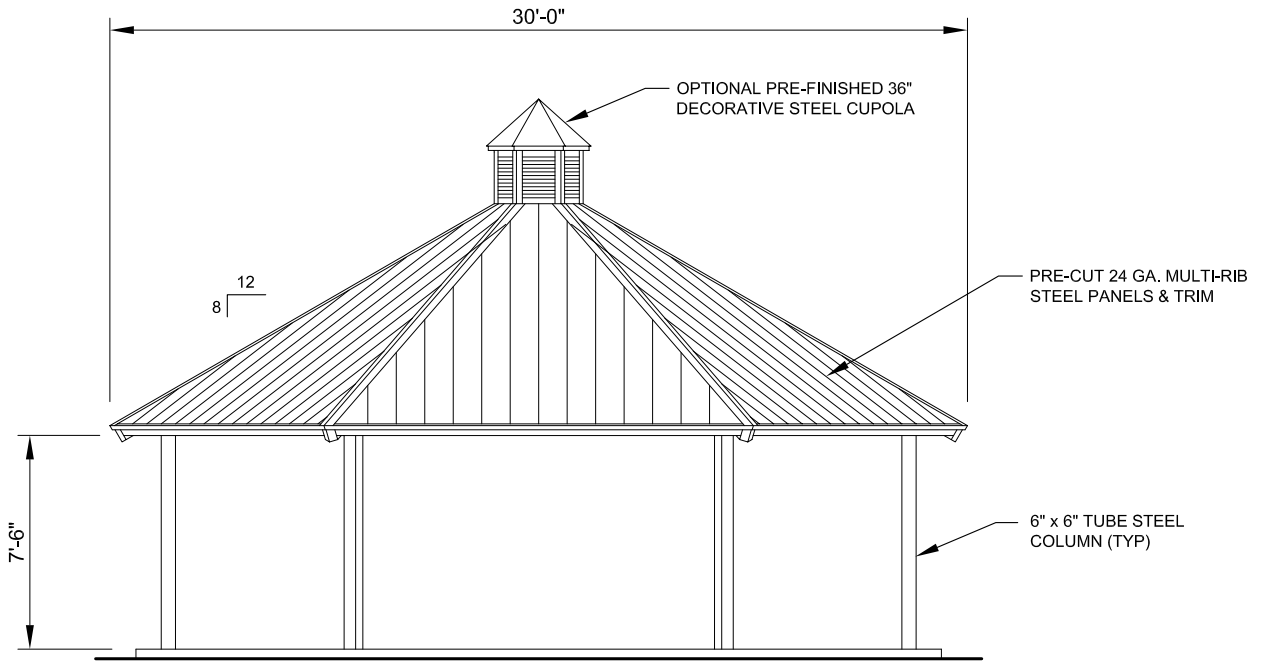 30'-0"
OPTIONAL PRE-FINISHED 36"
DECORATIVE STEEL CUPOLA
12
8
PRE-CUT 24 GA. MULTI-RIB
STEEL PANELS & TRIM
7'-6"
6" x 6" TUBE STEEL
COLUMN (TYP)